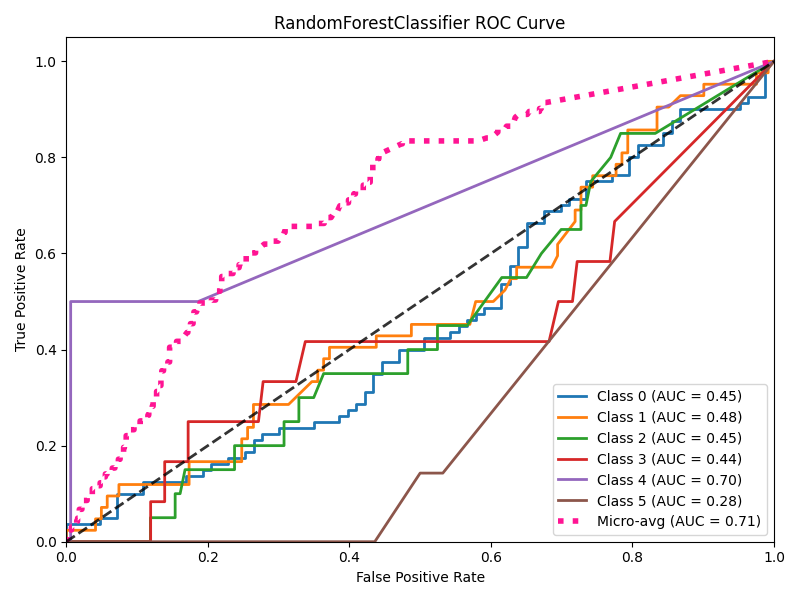 RandomForestClassifier ROC Curve
True Positive Rate
1.0
0.8
0.6
0.4
0.2
0.0
0.0 0.2 0.4 0.6 0.8 1.0
False Positive Rate
Class 0 (AUC = 0.45)
Class 1 (AUC = 0.48)
Class 2 (AUC = 0.45)
Class 3 (AUC = 0.44)
Class 4 (AUC = 0.70)
Class 5 (AUC = 0.28)
Micro-avg (AUC = 0.71)